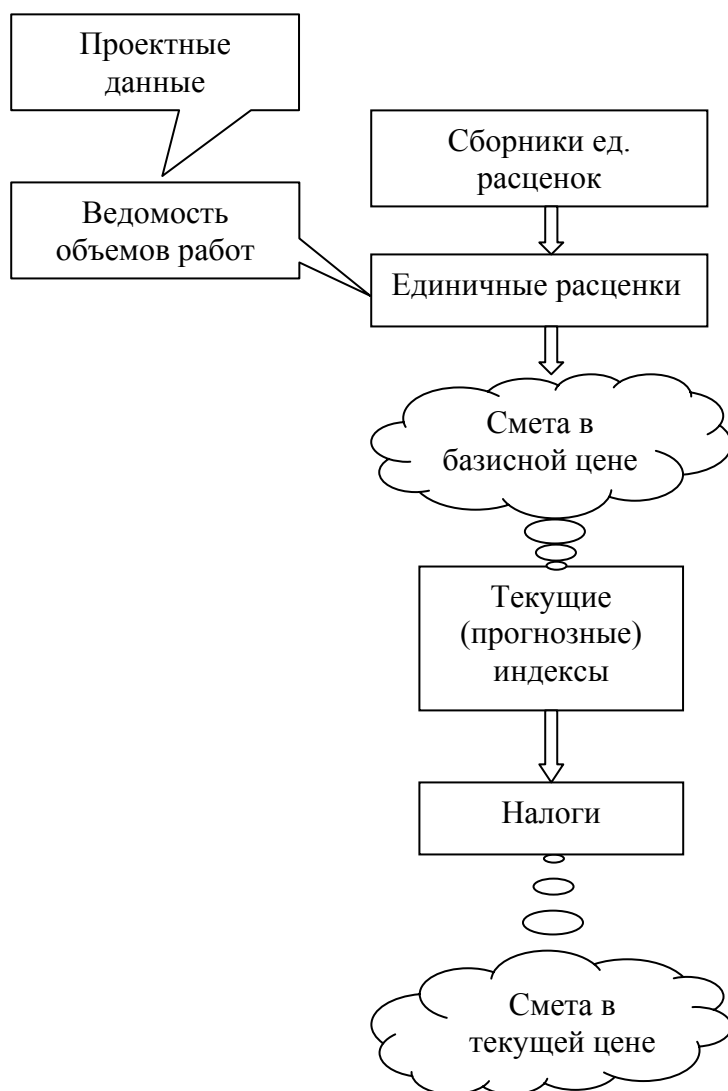 Проектные
данные
Сборники ед.
расценок
Ведомость
объемов работ
Единичные расценки
Смета в
базисной цене
Текущие
(прогнозные)
индексы
Налоги
Смета в
текущей цене